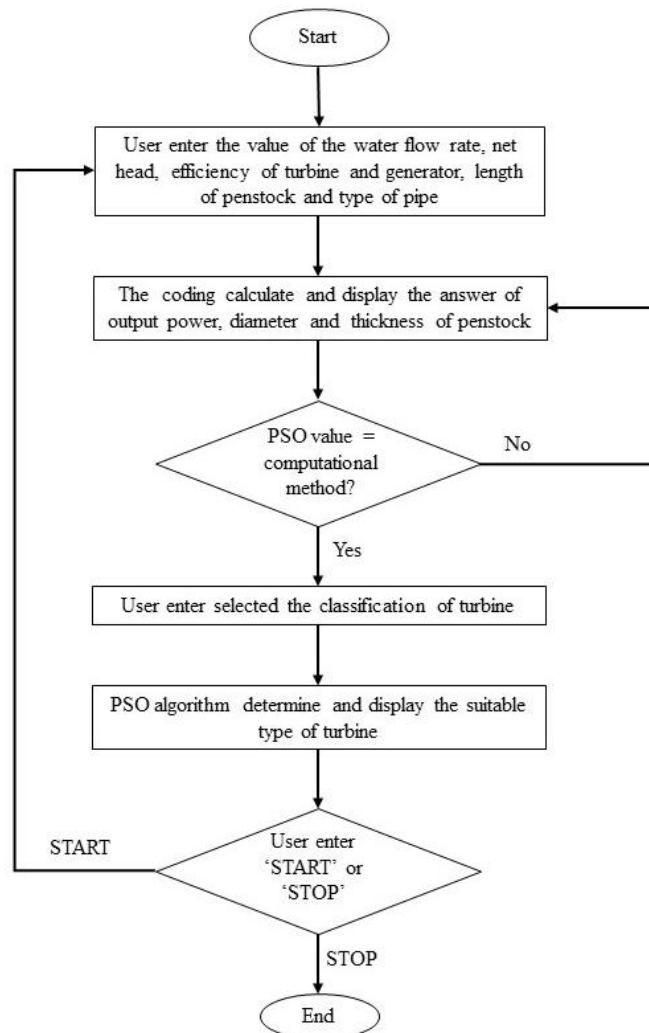 Start
User enter the value of the water flow rate, net
head, efficiency of turbine and generator, length
of penstock and type of pipe
The coding calculate and display the answer of
output power, diameter and thickness of penstock
PSO value =
computational
method?
No
Yes
User enter selected the classification of turbine
PSO algorithm determine and display the suitable
type of turbine
User enter
‘START’ or
‘STOP’
START
STOP
End